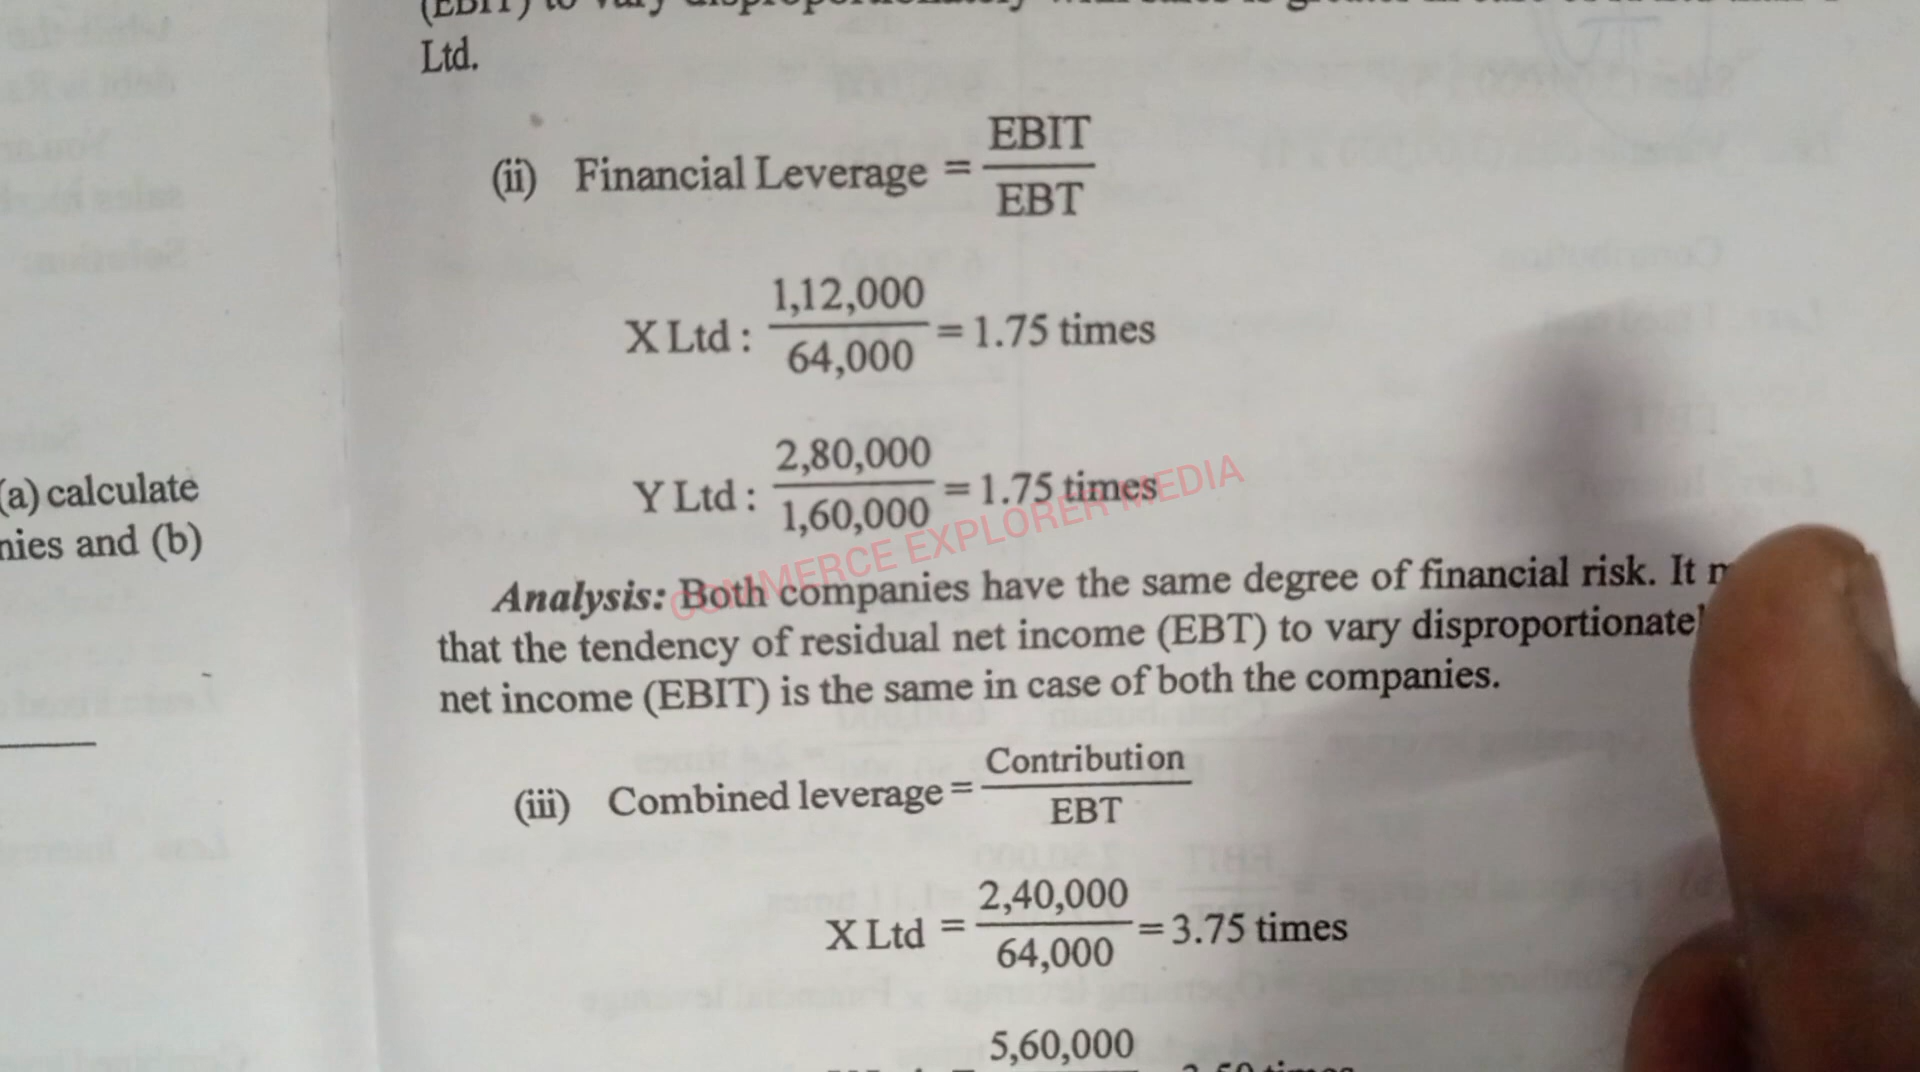 Ltd.
(ii) Financial Leverage = EBIT
EBT
X Ltd : 1,12,000
64,000
= 1.75 times
Y Ltd : 2,80,000
1,60,000
= 1.75 times
COMMERCE EXPLORER MEDIA
(a) calculate
and (b)
Analysis: Both companies have the same degree of financial risk. It
that the tendency of residual net income (EBT) to vary
net income (EBIT) is the same in case of both the companies.
(iii) Combined leverage = Contribution
EBT
X Ltd = 2,40,000
64,000
= 3.75 times
5,60,000